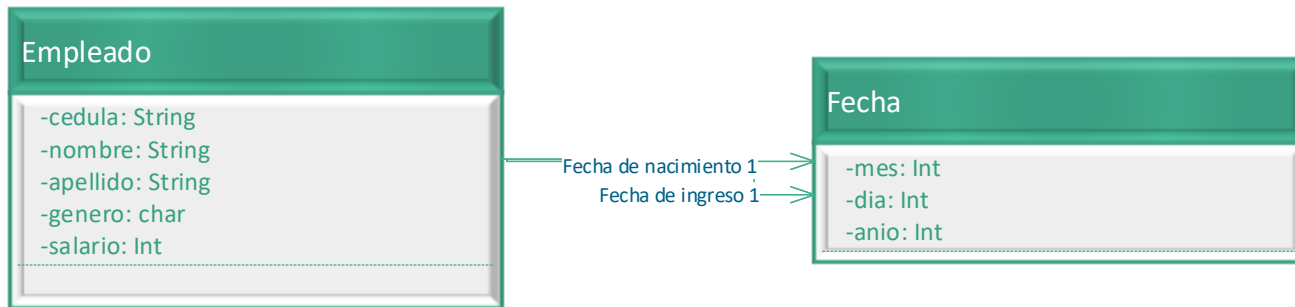 Empleado
-cedula: String
-nombre: String
-apellido: String
-genero: char
-salario: Int
Fecha de nacimiento 1
Fecha de ingreso 1
Fecha
-mes: Int
-dia: Int
-anio: Int